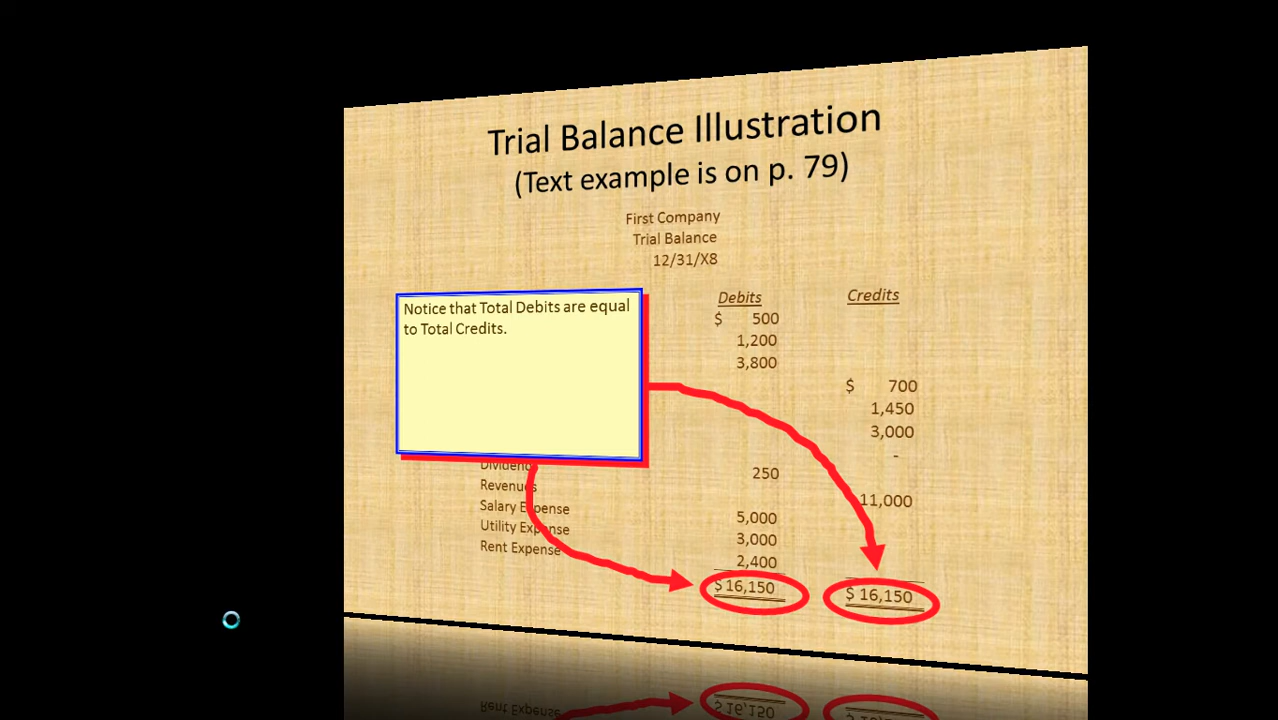 Trial Balance Illustration
(Text example is on p. 79)
First Company
Trial Balance
12/31/X8
Notice that Total Debits are equal
to Total Credits.
Debits Credits
$ 500
1,200
3,800
$ 700
1,450
3,000
-
Dividend 250
Revenues 11,000
Salary Expense 5,000
Utility Expense 3,000
Rent Expense 2,400
$ 16,150 $ 16,150